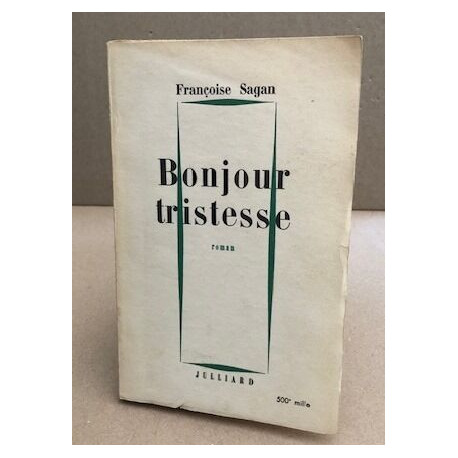 Françoise Sagan
Bonjour
tristesse
roman
JULLIARD
500e mille